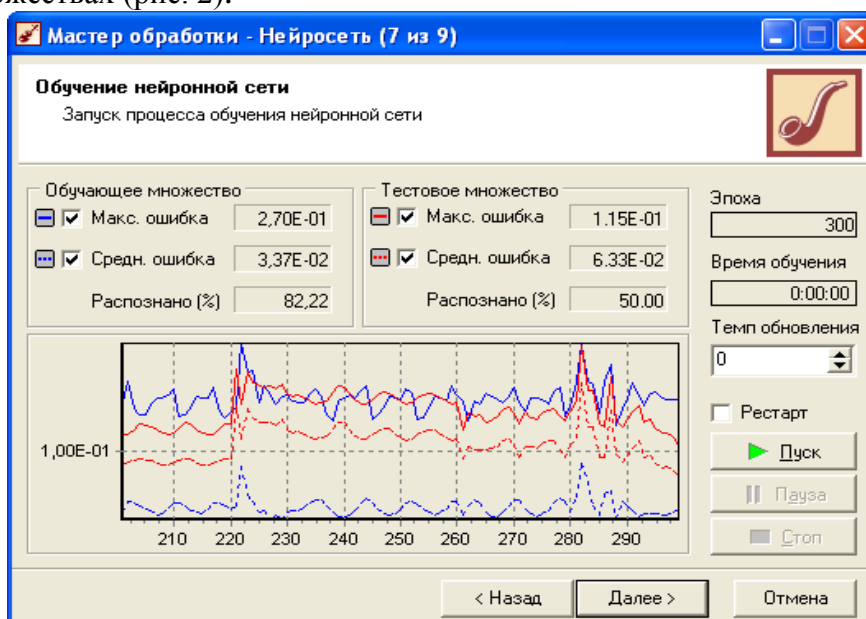 жествах (рис. 2).
Мастер обработки - Нейросеть (7 из 9)
Обучение нейронной сети
Запуск процесса обучения нейронной сети
Обучающее множество
Макс. ошибка 2,70E-01
Средн. ошибка 3,37E-02
Распознано (%) 82,22
Тестовое множество
Макс. ошибка 1.15E-01
Средн. ошибка 6.33E-02
Распознано (%) 50.00
Эпоха
300
Время обучения
0:00:00
Темп обновления
0
Рестарт
Пуск
Пауза
Стоп
1,00E-01
210 220 230 240 250 260 270 280 290
< Назад Далее > Отмена